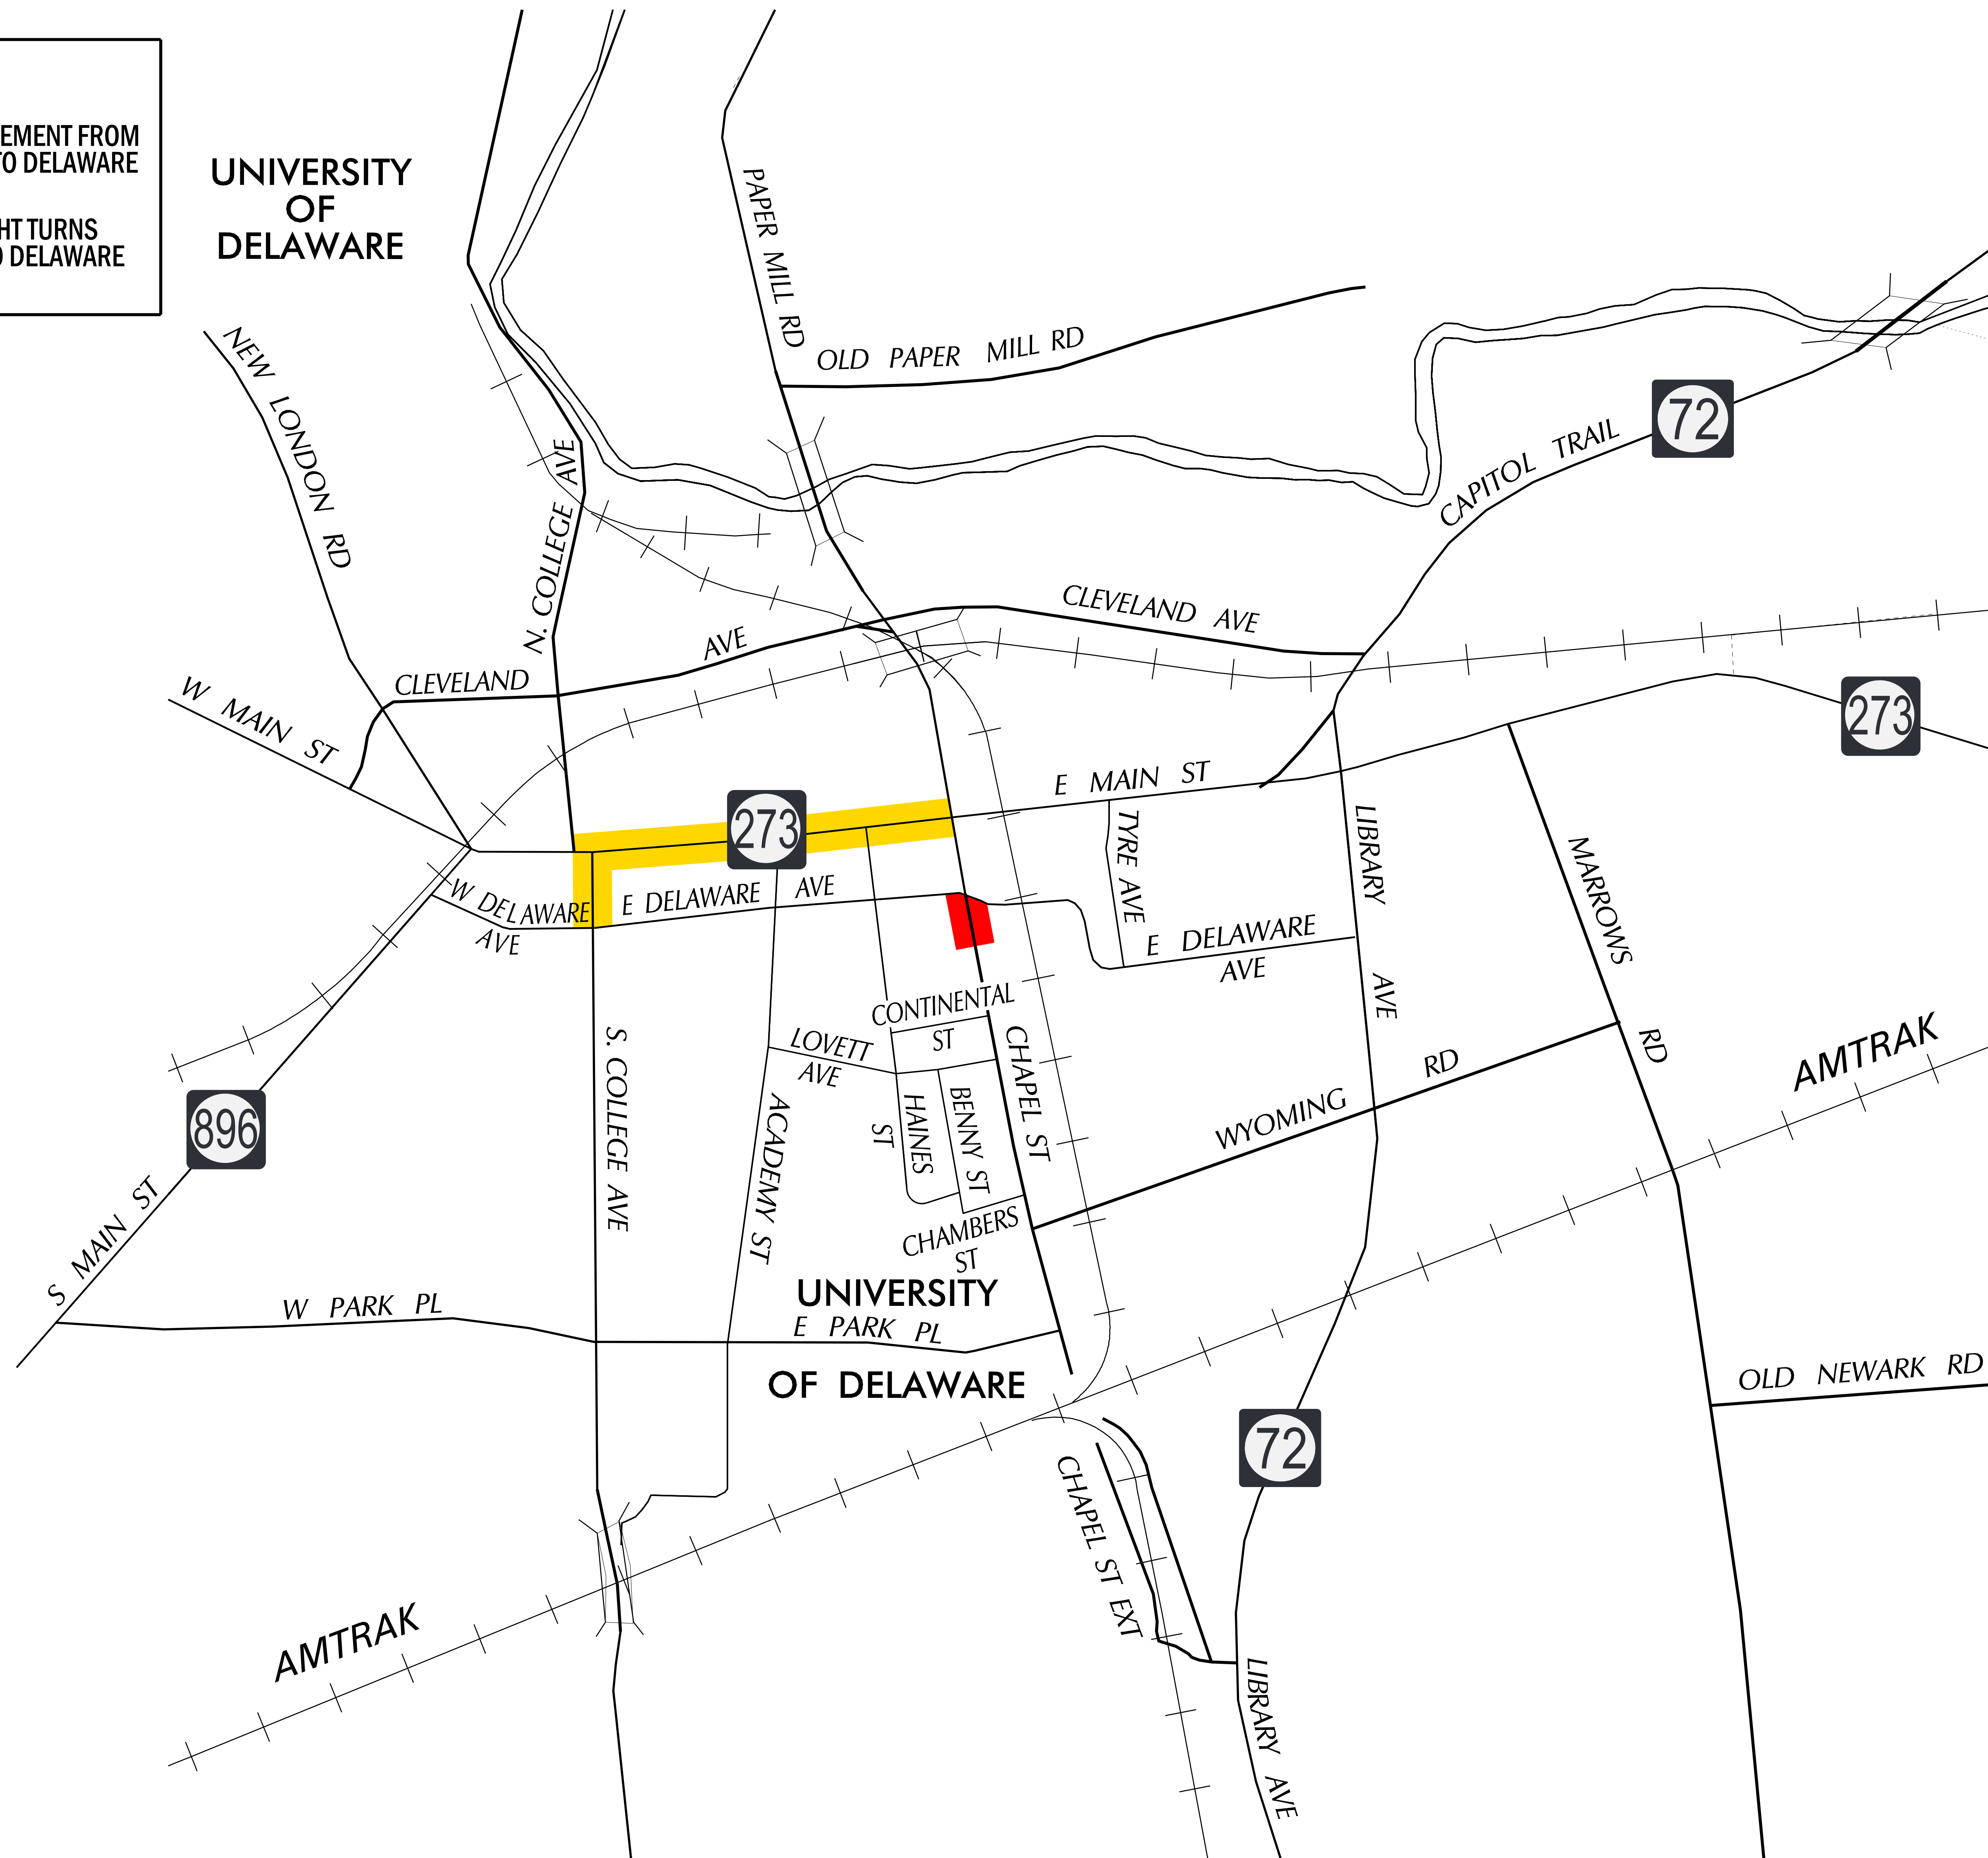 EMENT FROM
TO DELAWARE
HT TURNS
DELAWARE
UNIVERSITY
OF
DELAWARE
PAPER MILL RD
OLD PAPER MILL RD
NEW LONDON RD
N. COLLEGE AVE
72
CAPITOL TRAIL
CLEVELAND AVE
CLEVELAND AVE
W MAIN ST
273
E MAIN ST
273
TYRE AVE
LIBRARY AVE
MARROWS RD
W DELAWARE
AVE
E DELAWARE AVE
E DELAWARE
AVE
CONTINENTAL
ST
LOVETT
AVE
S. COLLEGE AVE
ACADEMY ST
HAINES
ST
BENNY ST
CHAPEL ST
WYOMING RD
AMTRAK
896
S MAIN ST
CHAMBERS
ST
UNIVERSITY
W PARK PL
E PARK PL
OF DELAWARE
OLD NEWARK RD
72
CHAPEL ST EXT
AMTRAK
LIBRARY AVE